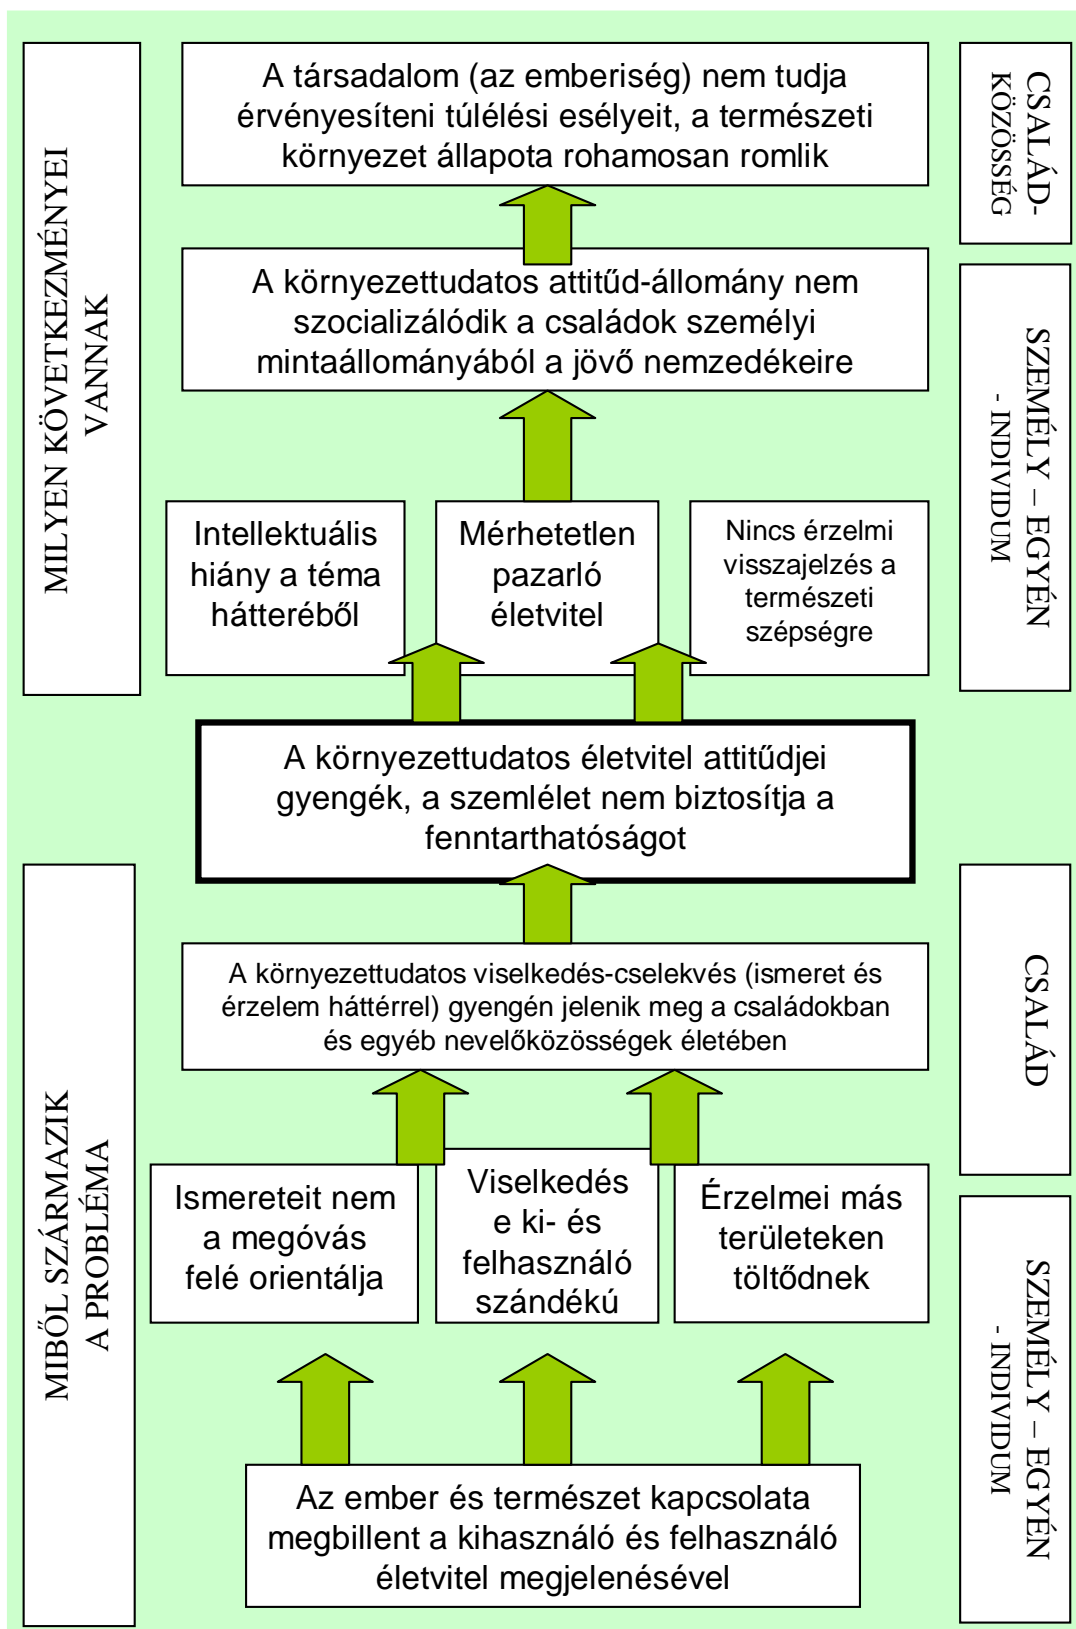 A társadalom (az emberiség) nem tudja
érvényesíteni túlélési esélyeit, a természeti
környezet állapota rohamosan romlik
CSALÁD-
KÖZÖSSÉG
MILYEN KÖVETKEZMÉNYEI
VANNAK
A környezettudatos attitűd-állomány nem
szocializálódik a családok személyi
mintaállományából a jövő nemzedékeire
SZEMÉLY – EGYÉN
- INDIVIDUM
Intellektuális
hiány a téma
hátteréből
Mérhetetlen
pazarló
életvitel
Nincs érzelmi
visszajelzés a
természeti
szépségre
A környezettudatos életvitel attitűdjei
gyengék, a szemlélet nem biztosítja a
fenntarthatóságot
MIBŐL SZÁRMAZIK
A PROBLÉMA
A környezettudatos viselkedés-cselekvés (ismeret és
érzelem háttérrel) gyengén jelenik meg a családokban
és egyéb nevelőközösségek életében
CSALÁD
Ismereteit nem
a megóvás
felé orientálja
Viselkedés
e ki- és
felhasználó
szándékú
Érzelmei más
területeken
töltődnek
SZEMÉLY – EGYÉN
- INDIVIDUM
Az ember és természet kapcsolata
megbillent a kihasználó és felhasználó
életvitel megjelenésével